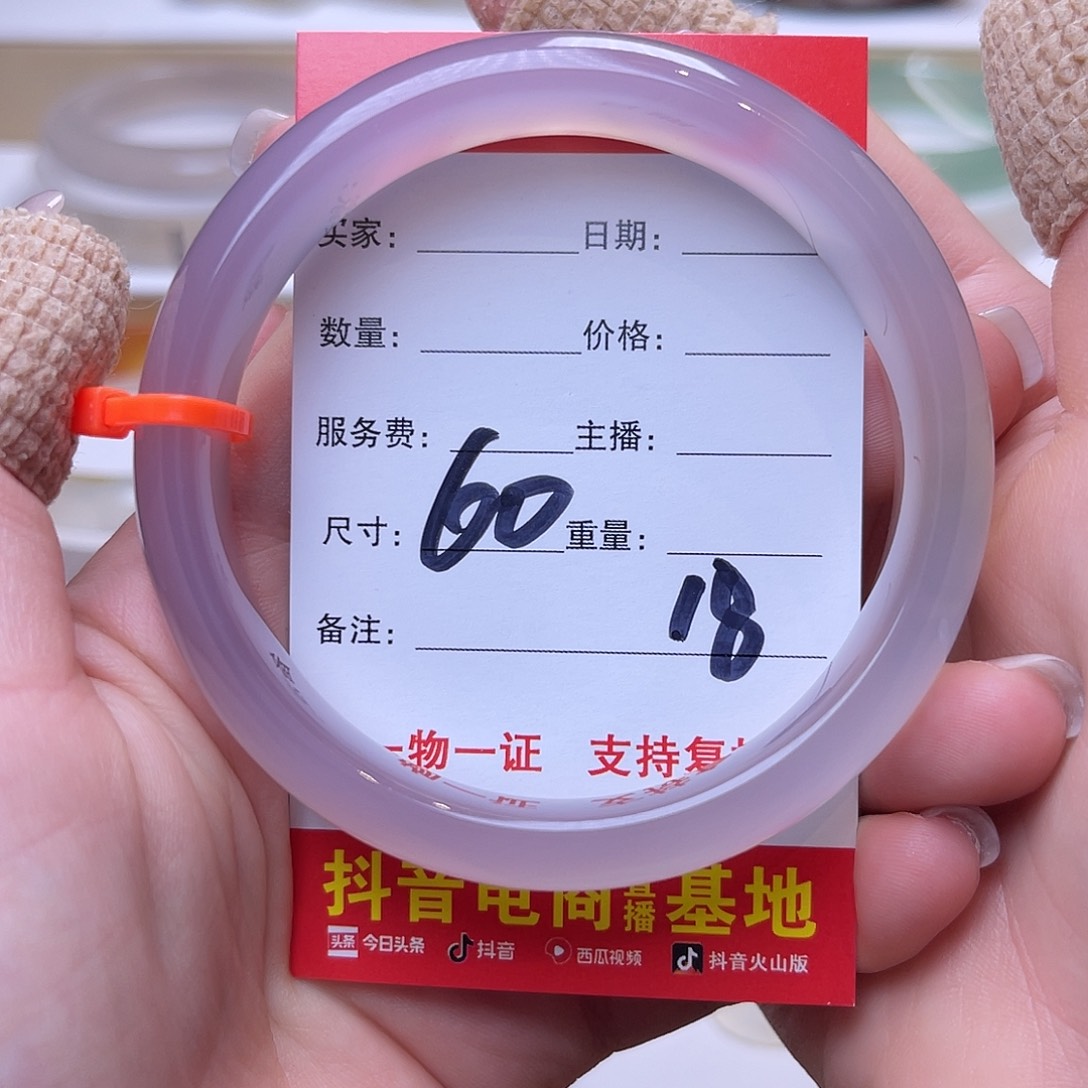 买家： 日期：
数量： 价格：
服务费： 主播：
尺寸：60 重量：
18
备注：
一物一证 支持复
抖音电商直播基地
头条 今日头条 抖音 西瓜视频 抖音火山版